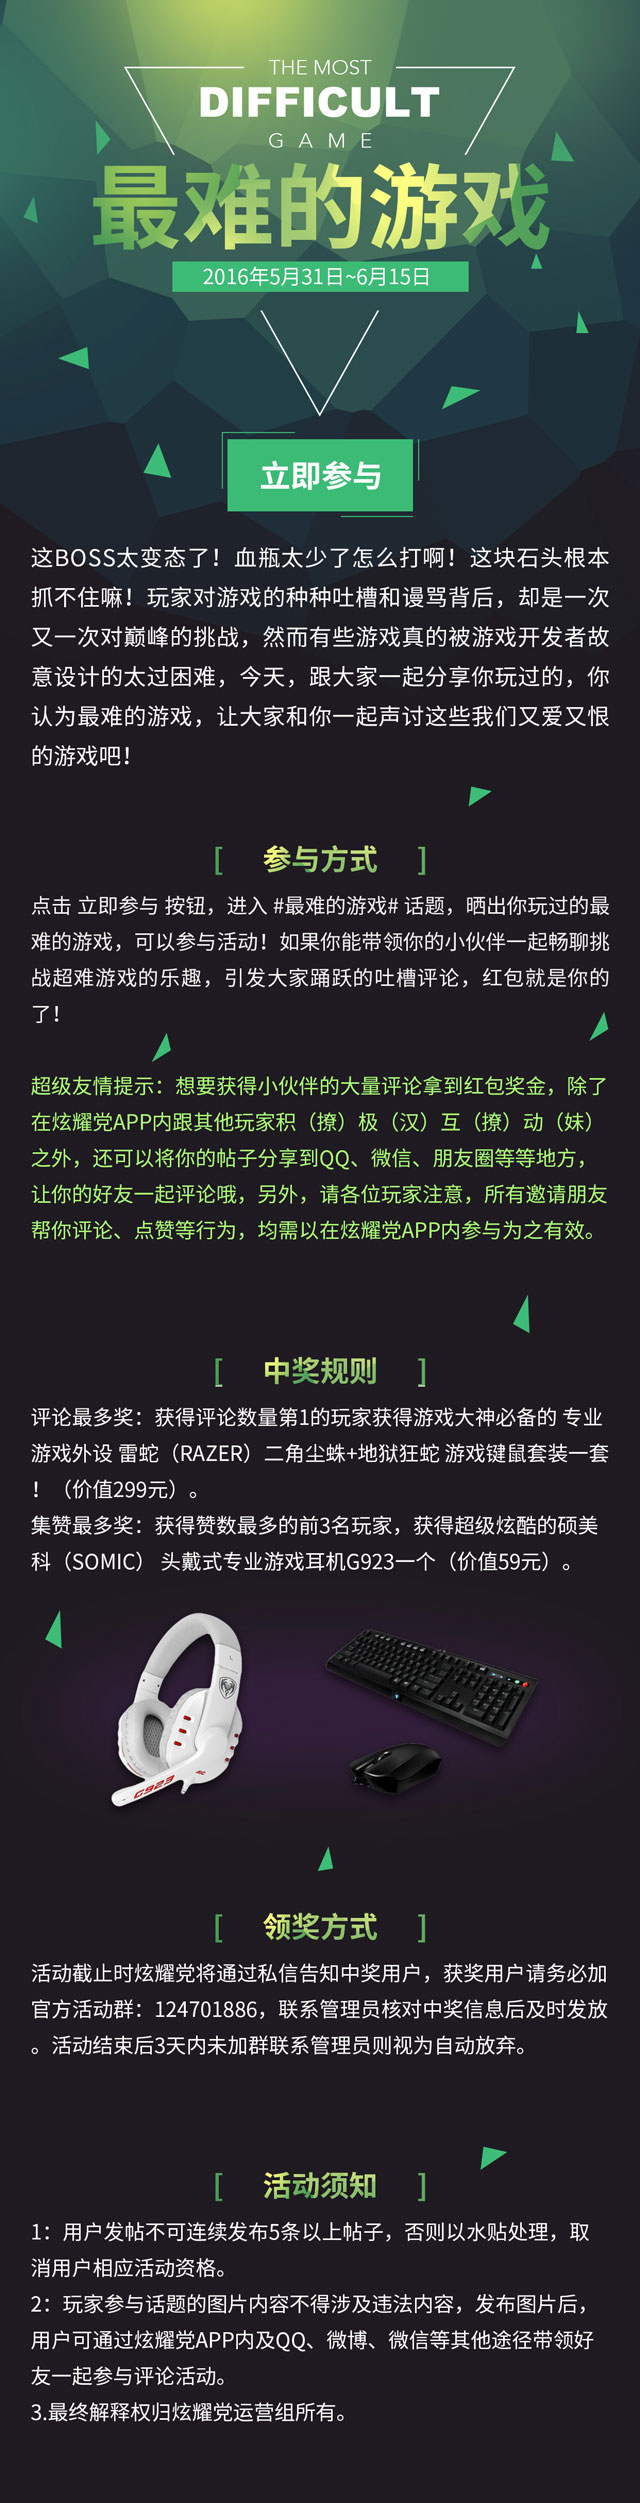 THE MOST
DIFFICULT
GAME
最难的游戏
2016年5月31日~6月15日
立即参与
这BOSS太变态了！血瓶太少了怎么打啊！这块石头根本
抓不住嘛！玩家对游戏的种种吐槽和谩骂背后，却是一次
又一次对巅峰的挑战，然而有些游戏真的被游戏开发者故
意设计的太过困难，今天，跟大家一起分享你玩过的，你
认为最难的游戏，让大家和你一起声讨这些我们又爱又恨
的游戏吧！
[ 参与方式 ]
点击 立即参与 按钮，进入 #最难的游戏# 话题，晒出你玩过的最
难的游戏，可以参与活动！如果你能带领你的小伙伴一起畅聊挑
战超难游戏的乐趣，引发大家踊跃的吐槽评论，红包就是你的
了！
超级友情提示：想要获得小伙伴的大量评论拿到红包奖金，除了
在炫耀党APP内跟其他玩家积（撩）极（汉）互（撩）动（妹）
之外，还可以将你的帖子分享到QQ、微信、朋友圈等等地方，
让你的好友一起评论哦，另外，请各位玩家注意，所有邀请朋友
帮你评论、点赞等行为，均需以在炫耀党APP内参与为之有效。
[ 中奖规则 ]
评论最多奖：获得评论数量第1的玩家获得游戏大神必备的 专业
游戏外设 雷蛇（RAZER）二角尘蛛+地狱狂蛇 游戏键鼠套装一套
！（价值299元）。
集赞最多奖：获得赞数最多的前3名玩家，获得超级炫酷的硕美
科（SOMIC） 头戴式专业游戏耳机G923一个（价值59元）。
G923
[ 领奖方式 ]
活动截止时炫耀党将通过私信告知中奖用户，获奖用户请务必加
官方活动群：124701886，联系管理员核对中奖信息后及时发放
。活动结束后3天内未加群联系管理员则视为自动放弃。
[ 活动须知 ]
1：用户发帖不可连续发布5条以上帖子，否则以水贴处理，取
消用户相应活动资格。
2：玩家参与话题的图片内容不得涉及违法内容，发布图片后，
用户可通过炫耀党APP内及QQ、微博、微信等其他途径带领好
友一起参与评论活动。
3.最终解释权归炫耀党运营组所有。